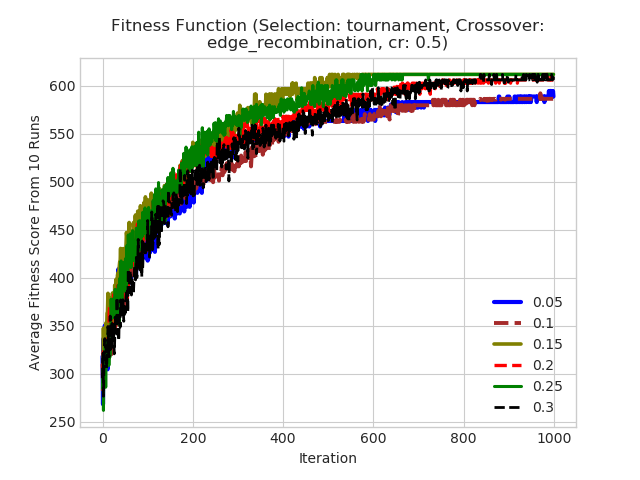 Fitness Function (Selection: tournament, Crossover:
edge_recombination, cr: 0.5)
Average Fitness Score From 10 Runs
600
550
500
450
400
350
300
250
0.05
0.1
0.15
0.2
0.25
0.3
0 200 400 600 800 1000
Iteration